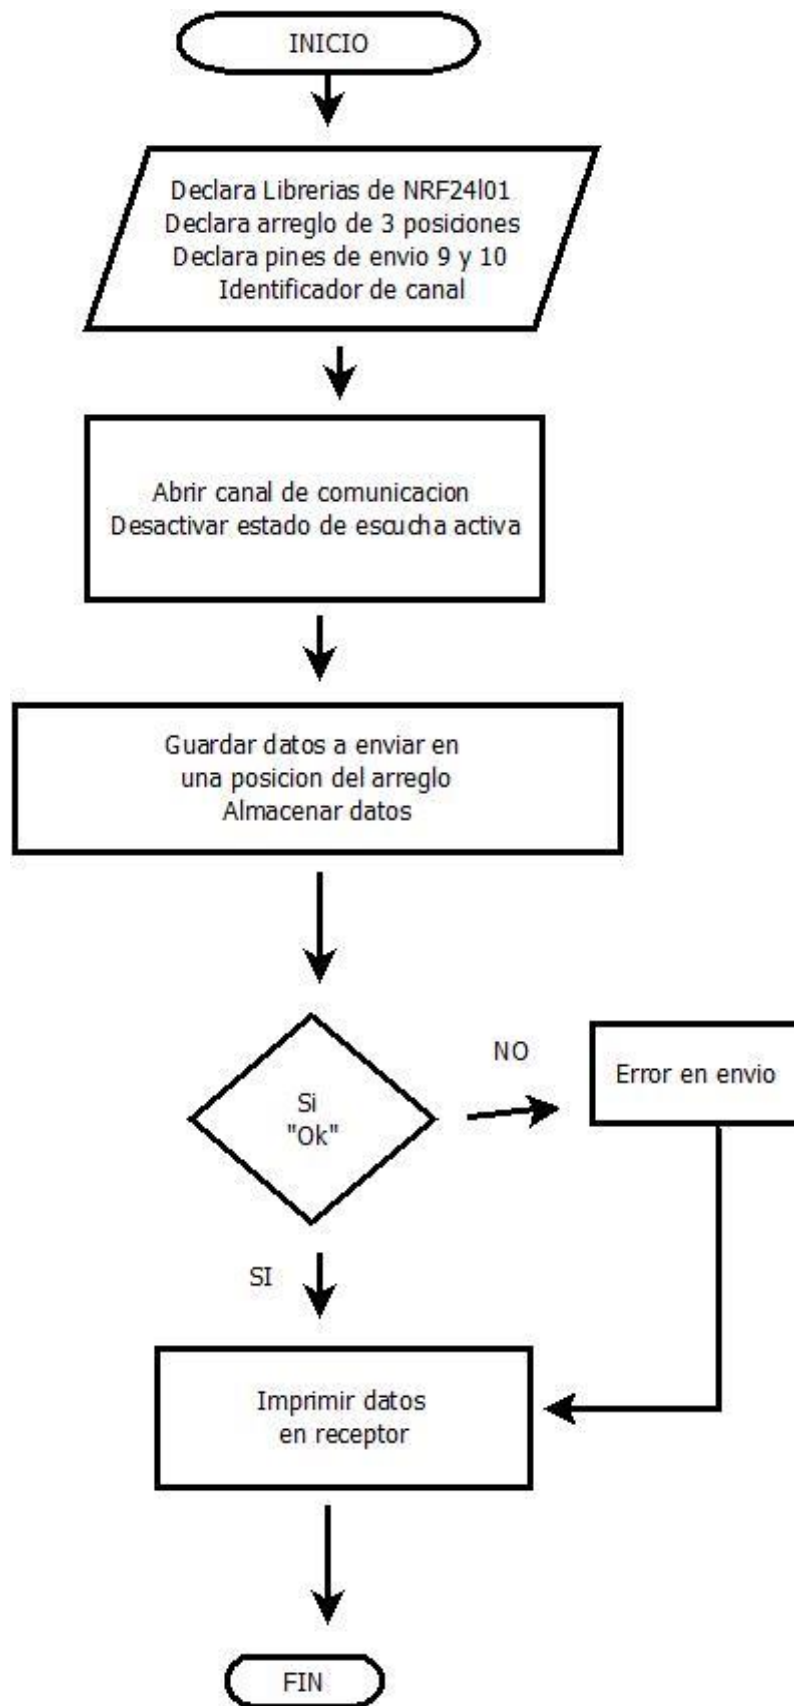 INICIO
Declara Librerias de NRF24l01
Declara arreglo de 3 posiciones
Declara pines de envio 9 y 10
Identificador de canal
Abrir canal de comunicacion
Desactivar estado de escucha activa
Guardar datos a enviar en
una posicion del arreglo
Almacenar datos
Si
"Ok"
NO
Error en envio
SI
Imprimir datos
en receptor
FIN